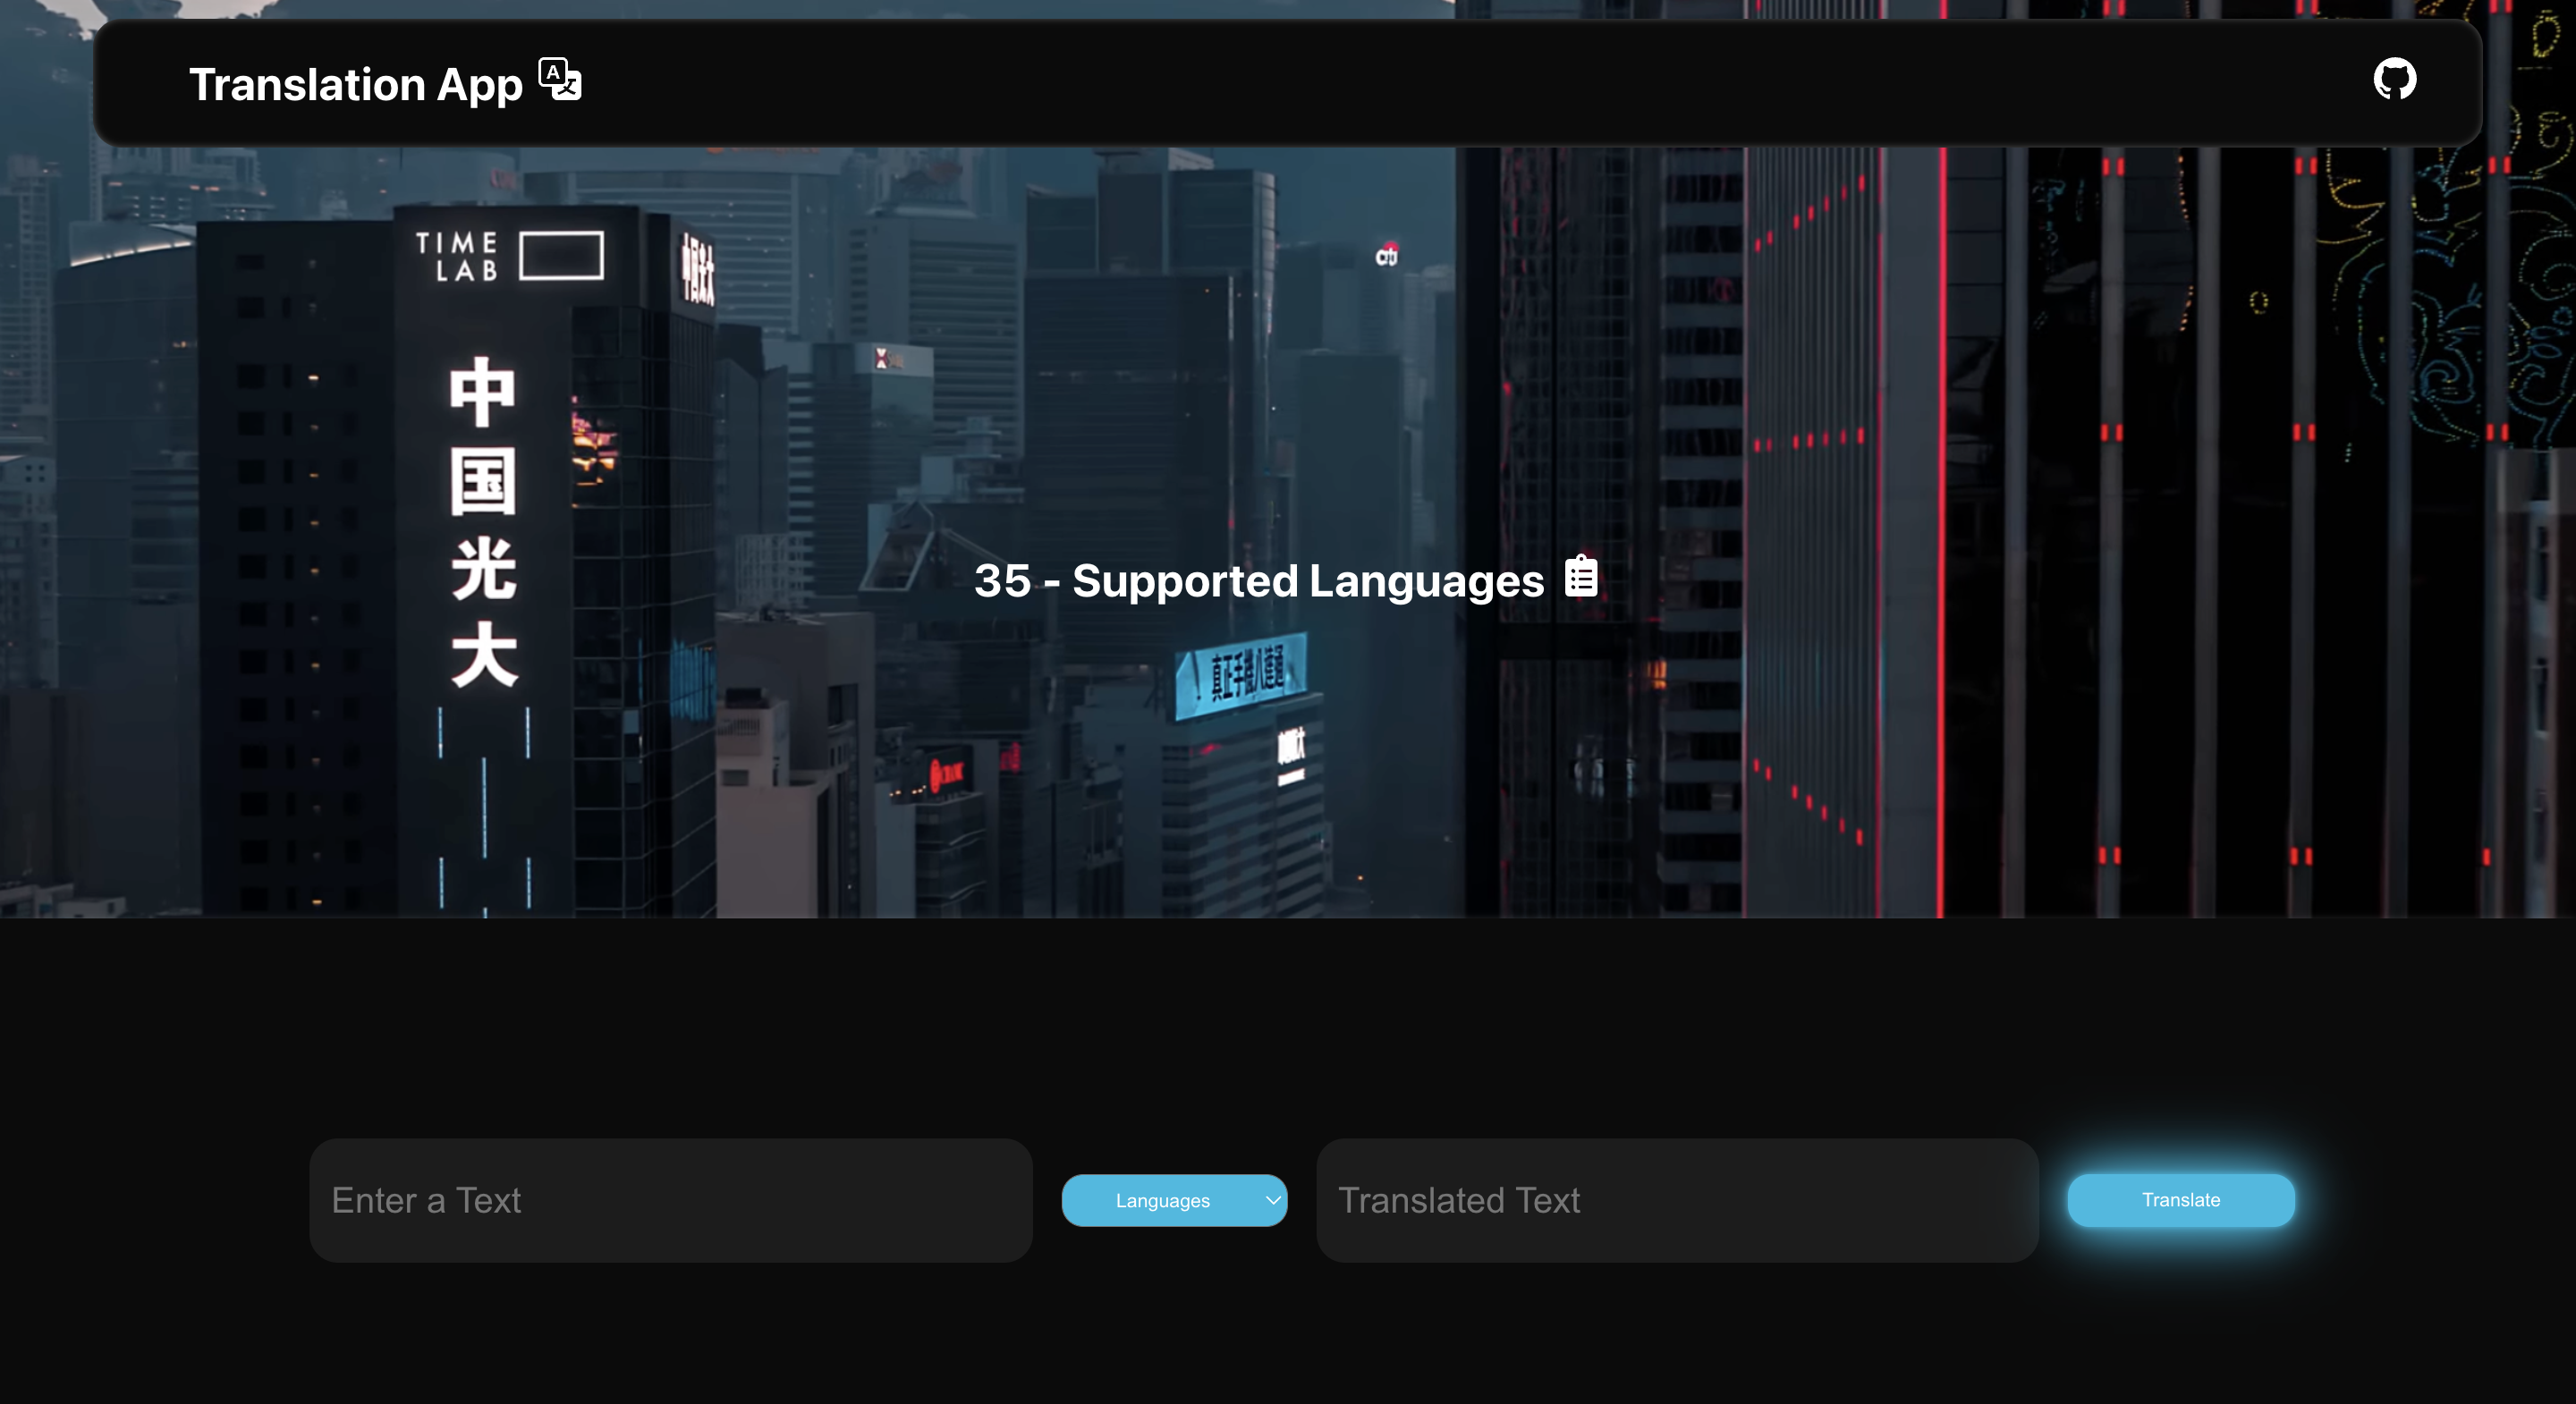 Translation App
TIME
LAB
中
国
光
大
citi
35 - Supported Languages
Enter a Text
Languages
Translated Text
Translate